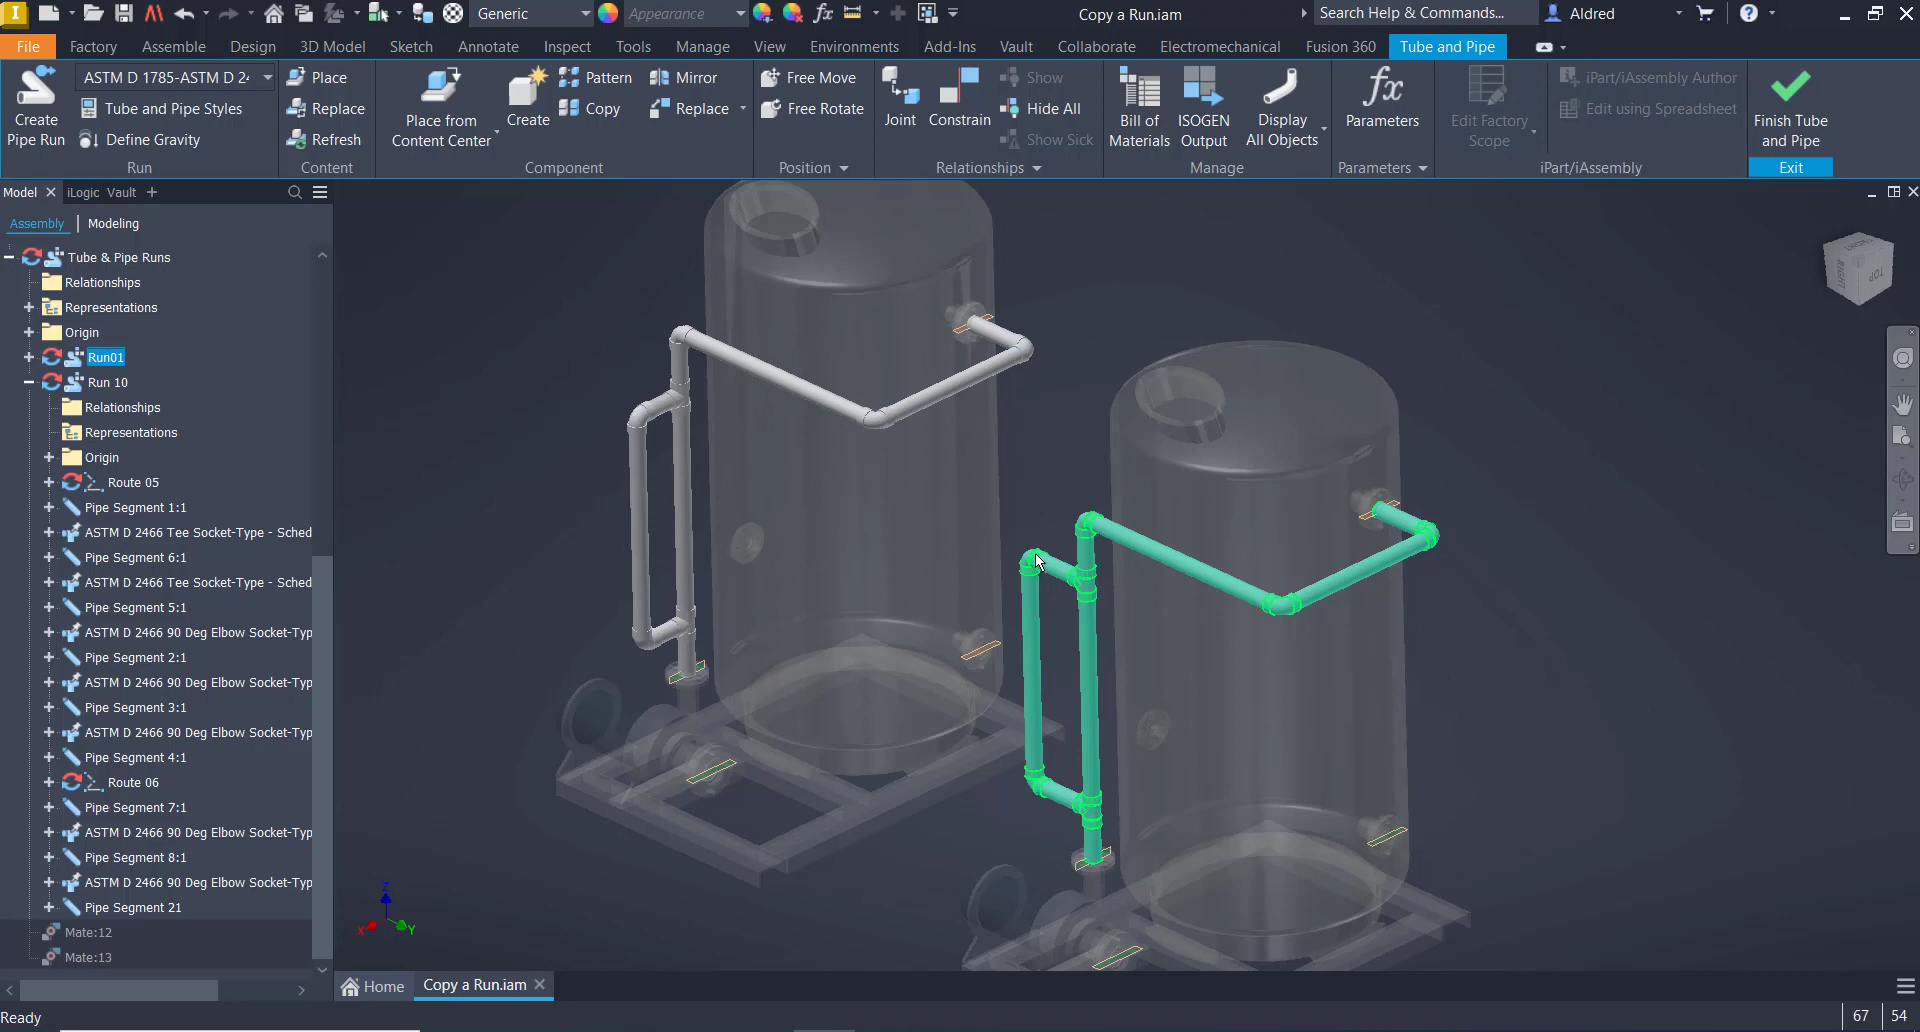 Generic
Appearance
Copy a Run.iam
Search Help & Commands...
Aldred
File
Factory
Assemble
Design
3D Model
Sketch
Annotate
Inspect
Tools
Manage
View
Environments
Add-Ins
Vault
Collaborate
Electromechanical
Fusion 360
Tube and Pipe
Create
Pipe Run
ASTM D 1785-ASTM D 24
Tube and Pipe Styles
Define Gravity
Run
Place
Replace
Refresh
Content
Place from
Content Center
Create
Pattern
Copy
Mirror
Replace
Component
Free Move
Free Rotate
Position
Joint
Constrain
Show
Hide All
Show Sick
Relationships
Bill of
Materials
ISOGEN
Output
Display
All Objects
Manage
Parameters
Parameters
Edit Factory
Scope
iPart/iAssembly Author
Edit using Spreadsheet
iPart/iAssembly
Finish Tube
and Pipe
Exit
Model
iLogic
Vault
Assembly
Modeling
Tube & Pipe Runs
Relationships
Representations
Origin
Run01
Run 10
Relationships
Representations
Origin
Route 05
Pipe Segment 1:1
ASTM D 2466 Tee Socket-Type - Sched
Pipe Segment 6:1
ASTM D 2466 Tee Socket-Type - Sched
Pipe Segment 5:1
ASTM D 2466 90 Deg Elbow Socket-Typ
Pipe Segment 2:1
ASTM D 2466 90 Deg Elbow Socket-Typ
Pipe Segment 3:1
ASTM D 2466 90 Deg Elbow Socket-Typ
Pipe Segment 4:1
Route 06
Pipe Segment 7:1
ASTM D 2466 90 Deg Elbow Socket-Typ
Pipe Segment 8:1
ASTM D 2466 90 Deg Elbow Socket-Typ
Pipe Segment 21
Mate:12
Mate:13
RIGHT
TOP
Z
X
Y
Home
Copy a Run.iam
Ready
67
54